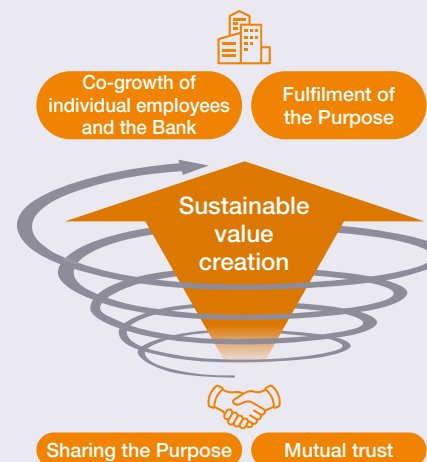 Co-growth of
individual employees
and the Bank
Fulfilment of
the Purpose
Sustainable
value
creation
Sharing the Purpose
Mutual trust